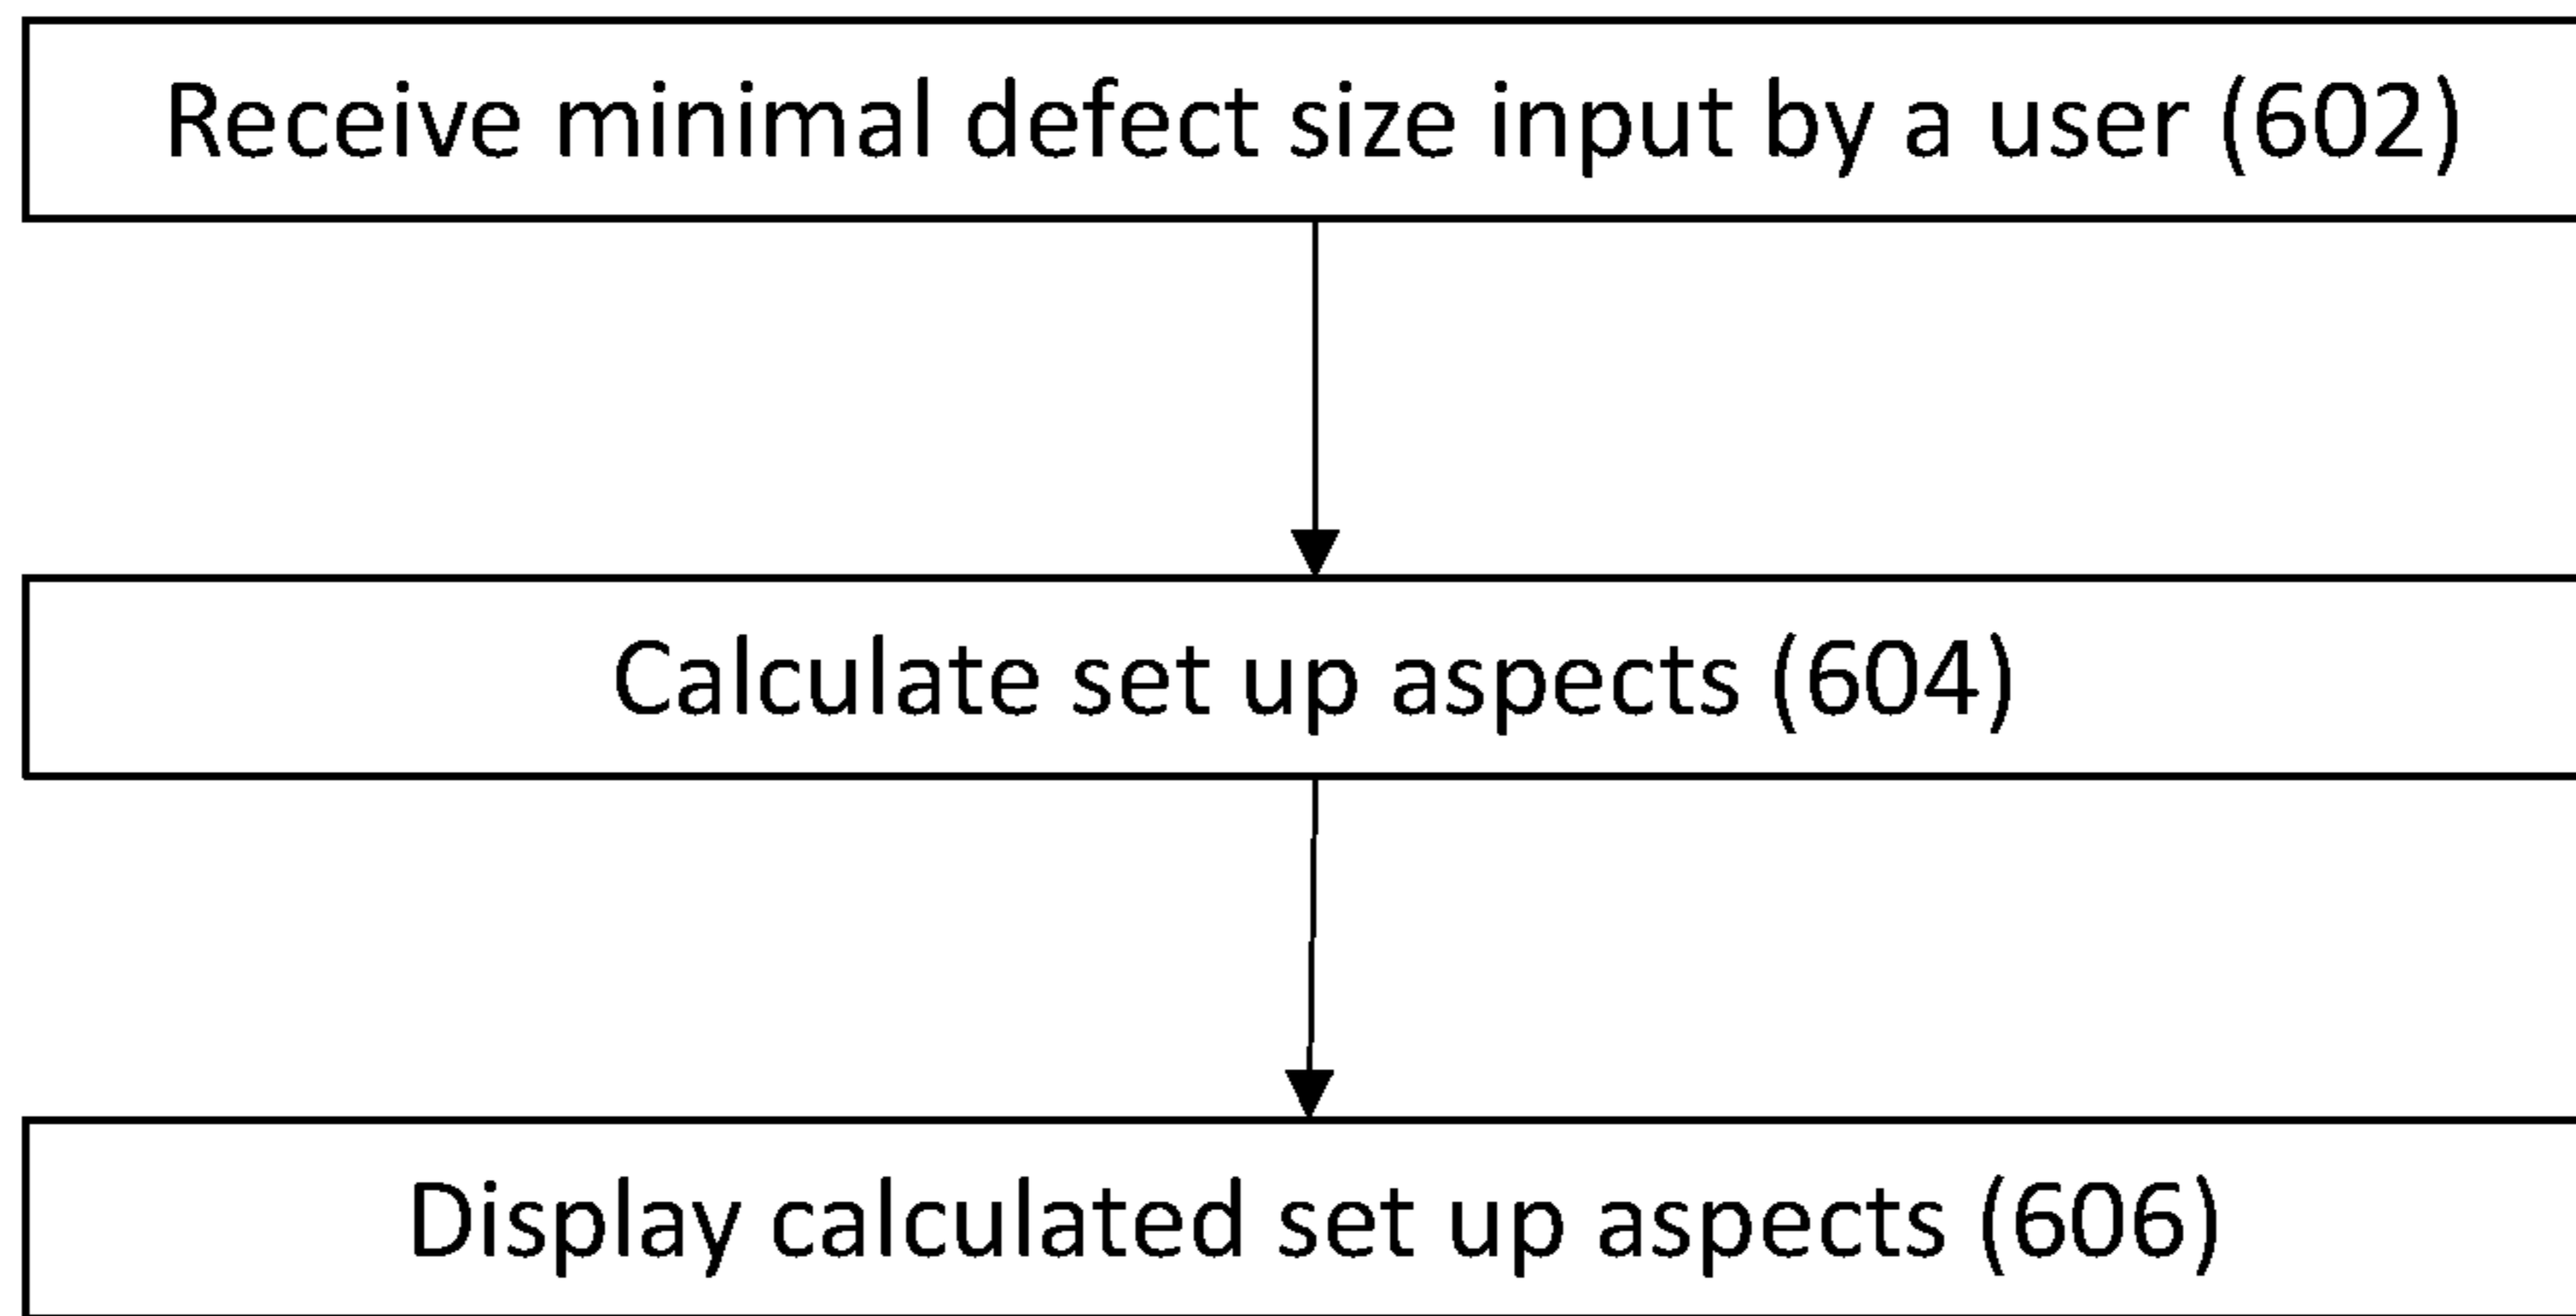 Receive minimal defect size input by a user (602)
Calculate set up aspects (604)
Display calculated set up aspects (606)